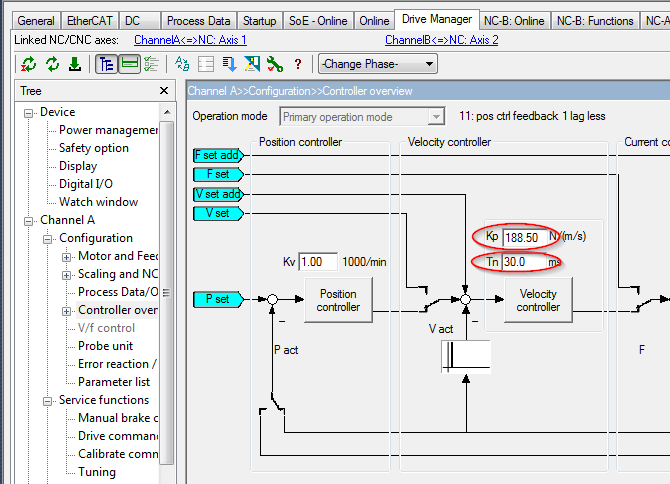 General EtherCAT DC Process Data Startup SoE - Online Online Drive Manager NC-B: Online NC-B: Functions NC-A
Linked NC/CNC axes: ChannelA<=>NC: Axis 1 ChannelB<=>NC: Axis 2
-Change Phase-
Tree
Channel A>>Configuration>>Controller overview
Device
Power management
Safety option
Display
Digital I/O
Watch window
Channel A
Configuration
Motor and Feed
Scaling and NC
Process Data/O
Controller over
V/f control
Probe unit
Error reaction /
Parameter list
Service functions
Manual brake c
Drive comman
Calibrate comm
Tuning
Operation mode Primary operation mode 11: pos ctrl feedback 1 lag less
Position controller Velocity controller Current co
F set add
F set
V set add
V set
Kp 188.50 N/(m/s)
Kv 1.00 1000/min Tn 30.0 ms
P set Position controller Velocity controller
V act
P act F